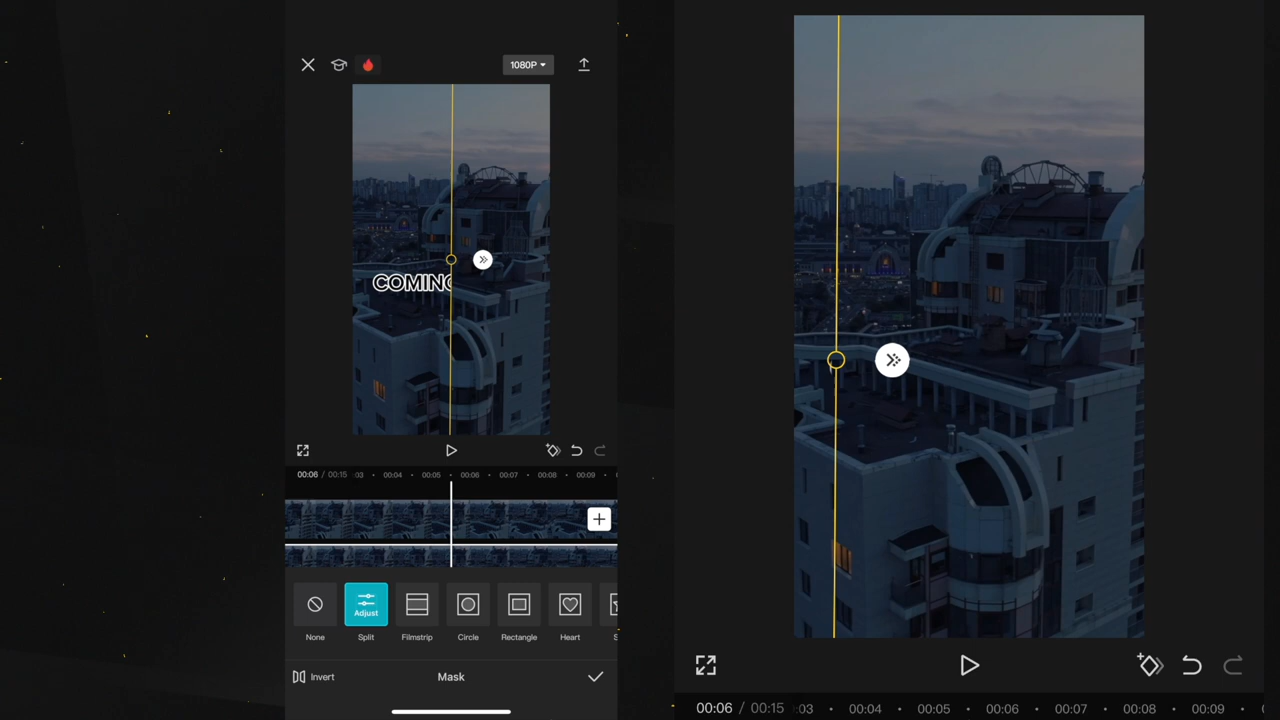 1080P
COMING
00:06 / 00:15 :03 00:04 00:05 00:06 00:07 00:08 00:09
Adjust
None Split Filmstrip Circle Rectangle Heart S
Invert Mask
00:06 / 00:15 :03 00:04 00:05 00:06 00:07 00:08 00:09